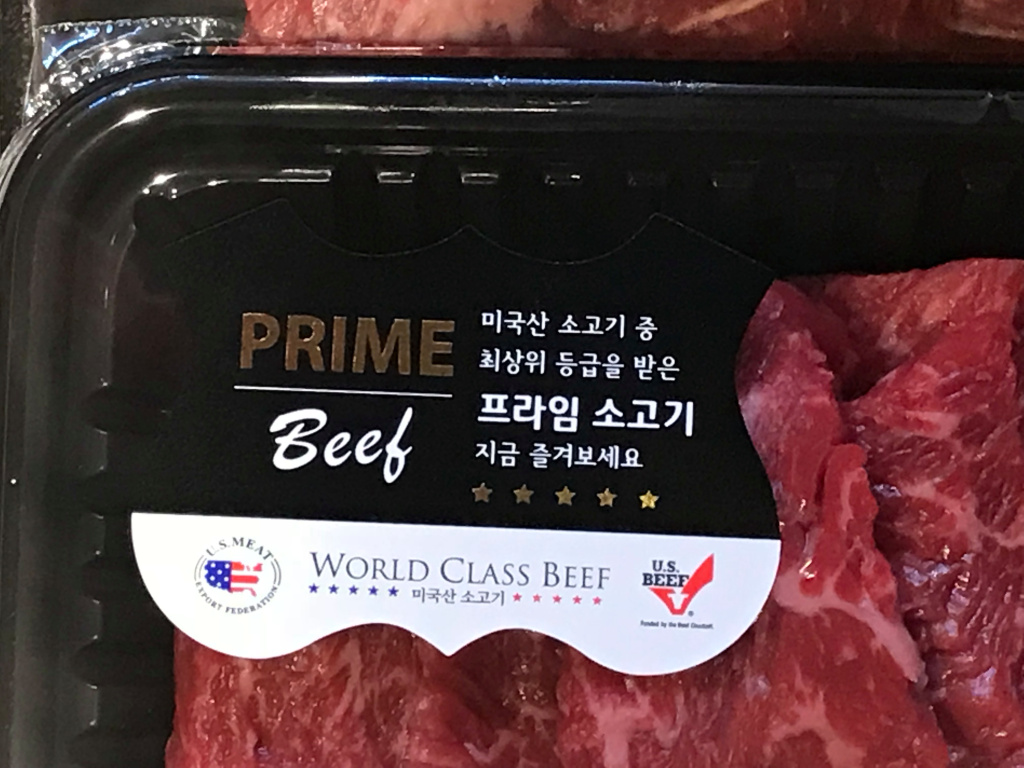 PRIME
Beef
미국산 소고기 중
최상위 등급을 받은
프라임 소고기
지금 즐겨보세요
U.S. MEAT
EXPORT FEDERATION
WORLD CLASS BEEF
미국산 소고기
U.S.
BEEF
®
Funded by the Beef Checkoff.